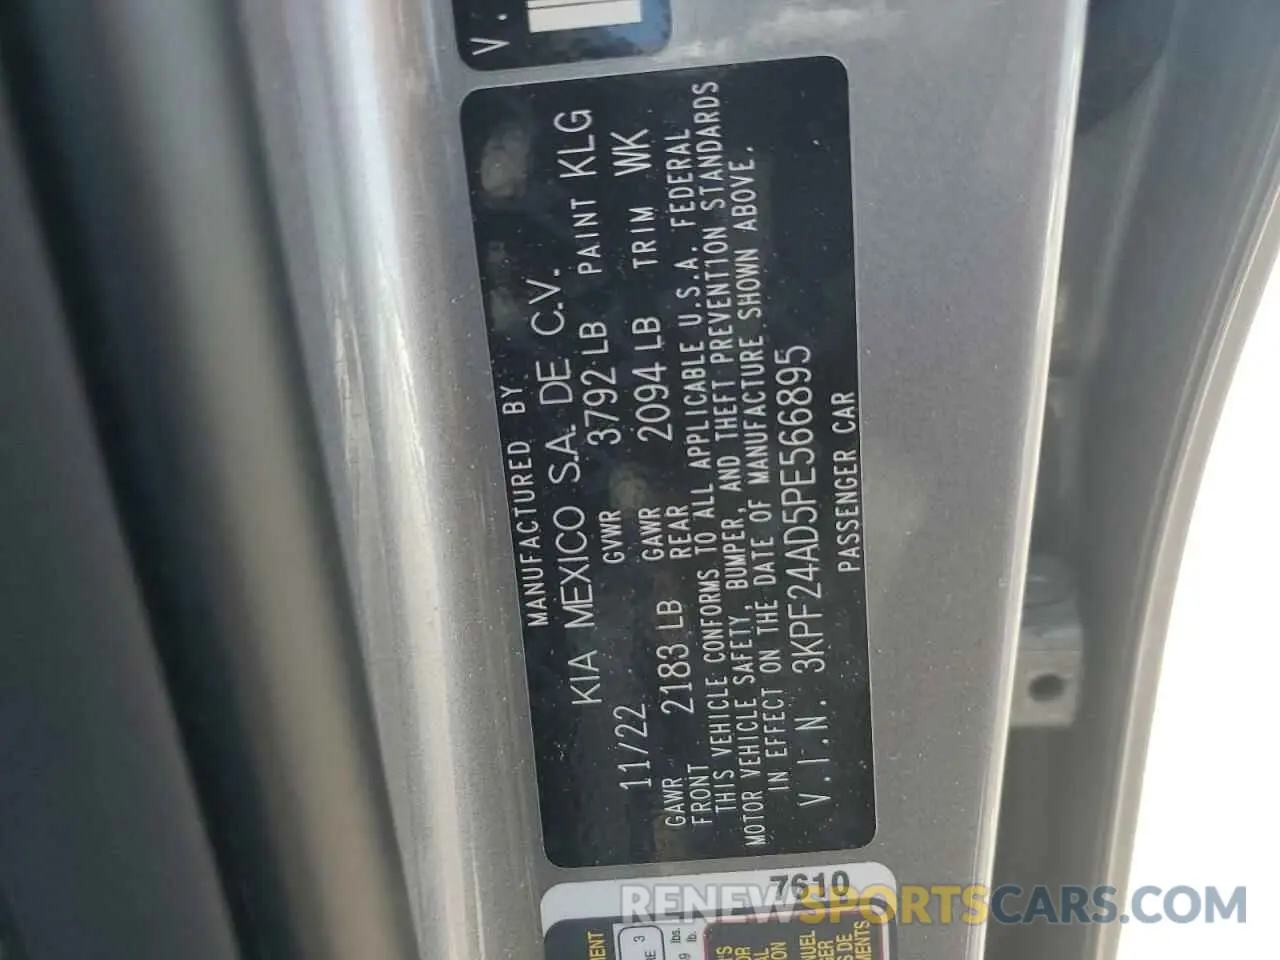 V.
MANUFACTURED BY
KIA MEXICO S.A. DE C.V.
11/22 GVWR 3792 LB PAINT KLG
GAWR FRONT 2183 LB GAWR REAR 2094 LB TRIM WK
THIS VEHICLE CONFORMS TO ALL APPLICABLE U.S.A. FEDERAL
MOTOR VEHICLE SAFETY, BUMPER, AND THEFT PREVENTION STANDARDS
IN EFFECT ON THE DATE OF MANUFACTURE SHOWN ABOVE.
V.I.N. 3KPF24AD5PE566895
PASSENGER CAR
7610
RENEWSPORTSCARS.COM